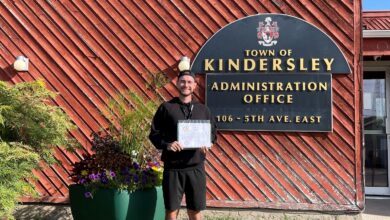 TOWN OF
KINDERSLEY
ADMINISTRATION
OFFICE
106 - 5TH AVE. EAST